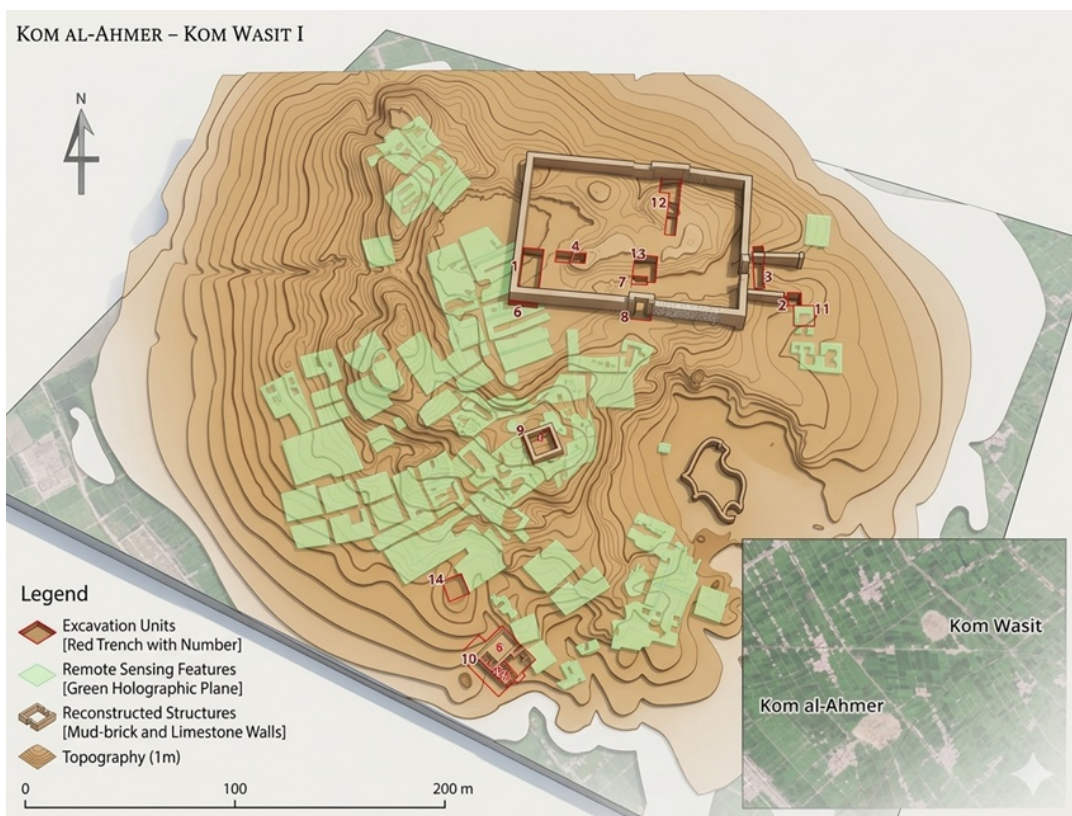 KOM AL-AHMER – KOM WASIT I
N
12
4
1
13
7
3
6
8
2
11
9
14
10
6
Legend
Excavation Units
[Red Trench with Number]
Remote Sensing Features
[Green Holographic Plane]
Reconstructed Structures
[Mud-brick and Limestone Walls]
Topography (1m)
0
100
200 m
Kom Wasit
Kom al-Ahmer